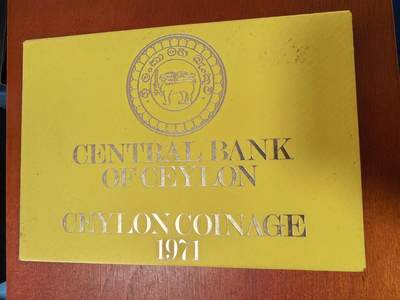 CENTRAL BANK
OF CEYLON
CEYLON COINAGE
1971